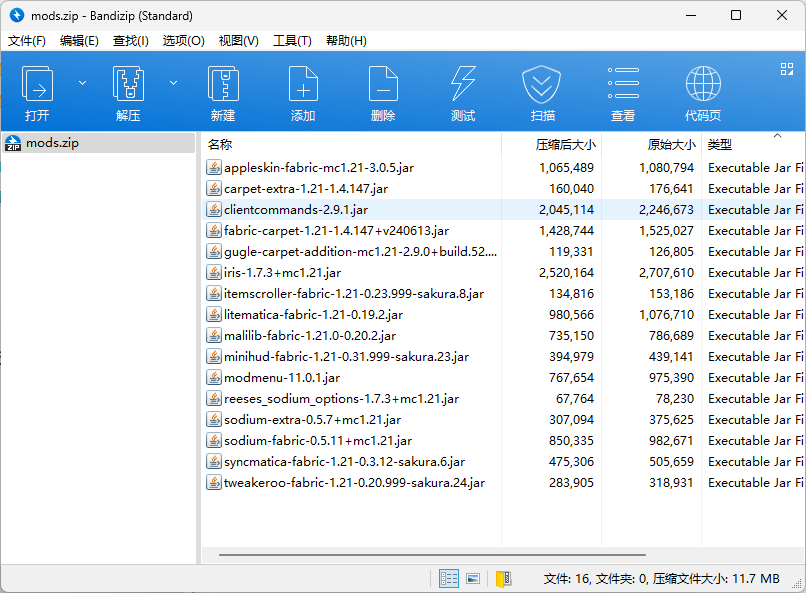 mods.zip - Bandizip (Standard)
文件(F) 编辑(E) 查找(I) 选项(O) 视图(V) 工具(T) 帮助(H)
打开 解压 新建 添加 删除 测试 扫描 查看 代码页
mods.zip
名称 压缩后大小 原始大小 类型
appleskin-fabric-mc1.21-3.0.5.jar 1,065,489 1,080,794 Executable Jar Fi
carpet-extra-1.21-1.4.147.jar 160,040 176,641 Executable Jar Fi
clientcommands-2.9.1.jar 2,045,114 2,246,673 Executable Jar Fi
fabric-carpet-1.21-1.4.147+v240613.jar 1,428,744 1,525,027 Executable Jar Fi
gugle-carpet-addition-mc1.21-2.9.0+build.52.... 119,331 126,805 Executable Jar Fi
iris-1.7.3+mc1.21.jar 2,520,164 2,707,610 Executable Jar Fi
itemscroller-fabric-1.21-0.23.999-sakura.8.jar 134,816 153,186 Executable Jar Fi
litematica-fabric-1.21-0.19.2.jar 980,566 1,076,710 Executable Jar Fi
malilib-fabric-1.21.0-0.20.2.jar 735,150 786,689 Executable Jar Fi
minihud-fabric-1.21-0.31.999-sakura.23.jar 394,979 439,141 Executable Jar Fi
modmenu-11.0.1.jar 767,654 975,390 Executable Jar Fi
reeses_sodium_options-1.7.3+mc1.21.jar 67,764 78,230 Executable Jar Fi
sodium-extra-0.5.7+mc1.21.jar 307,094 375,625 Executable Jar Fi
sodium-fabric-0.5.11+mc1.21.jar 850,335 982,671 Executable Jar Fi
syncmatica-fabric-1.21-0.3.12-sakura.6.jar 475,306 505,659 Executable Jar Fi
tweakeroo-fabric-1.21-0.20.999-sakura.24.jar 283,905 318,931 Executable Jar Fi
文件: 16, 文件夹: 0, 压缩文件大小: 11.7 MB